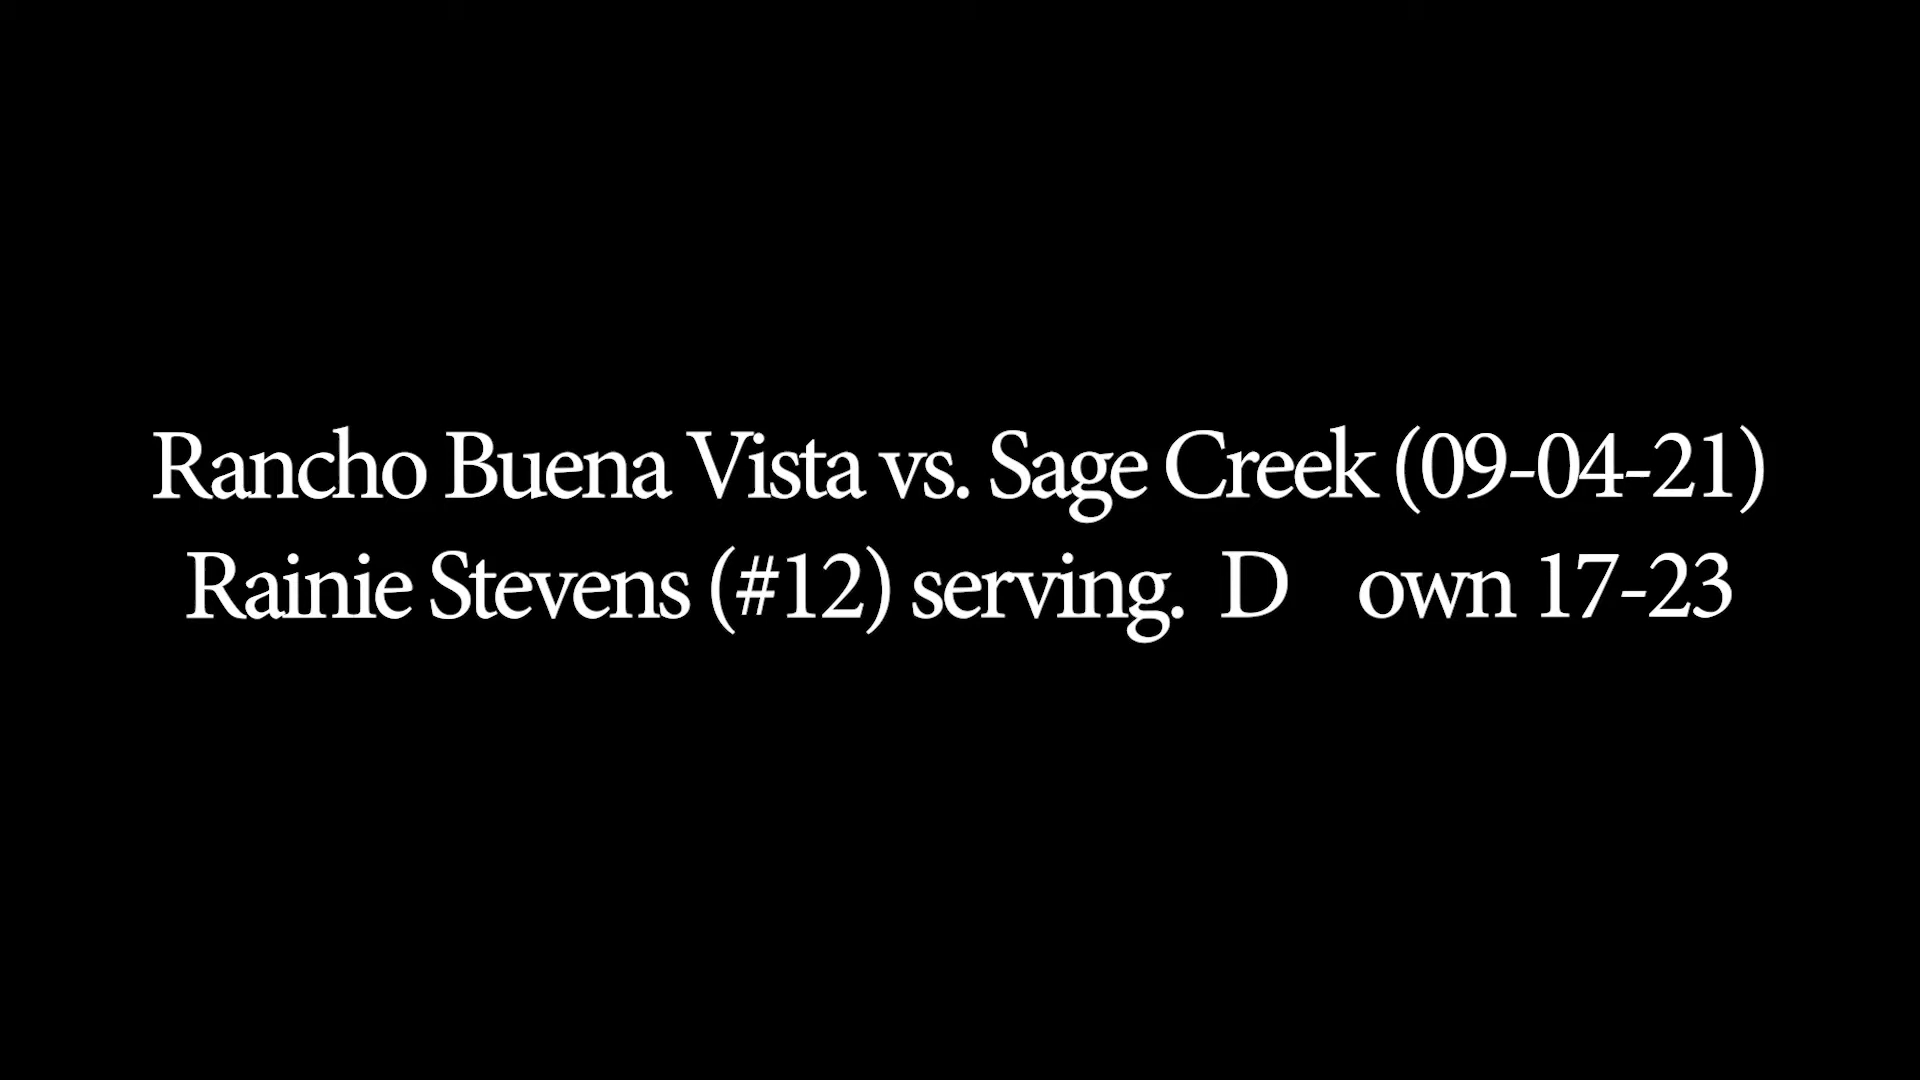 Rancho Buena Vista vs. Sage Creek (09-04-21)
Rainie Stevens (#12) serving.  D   own 17-23